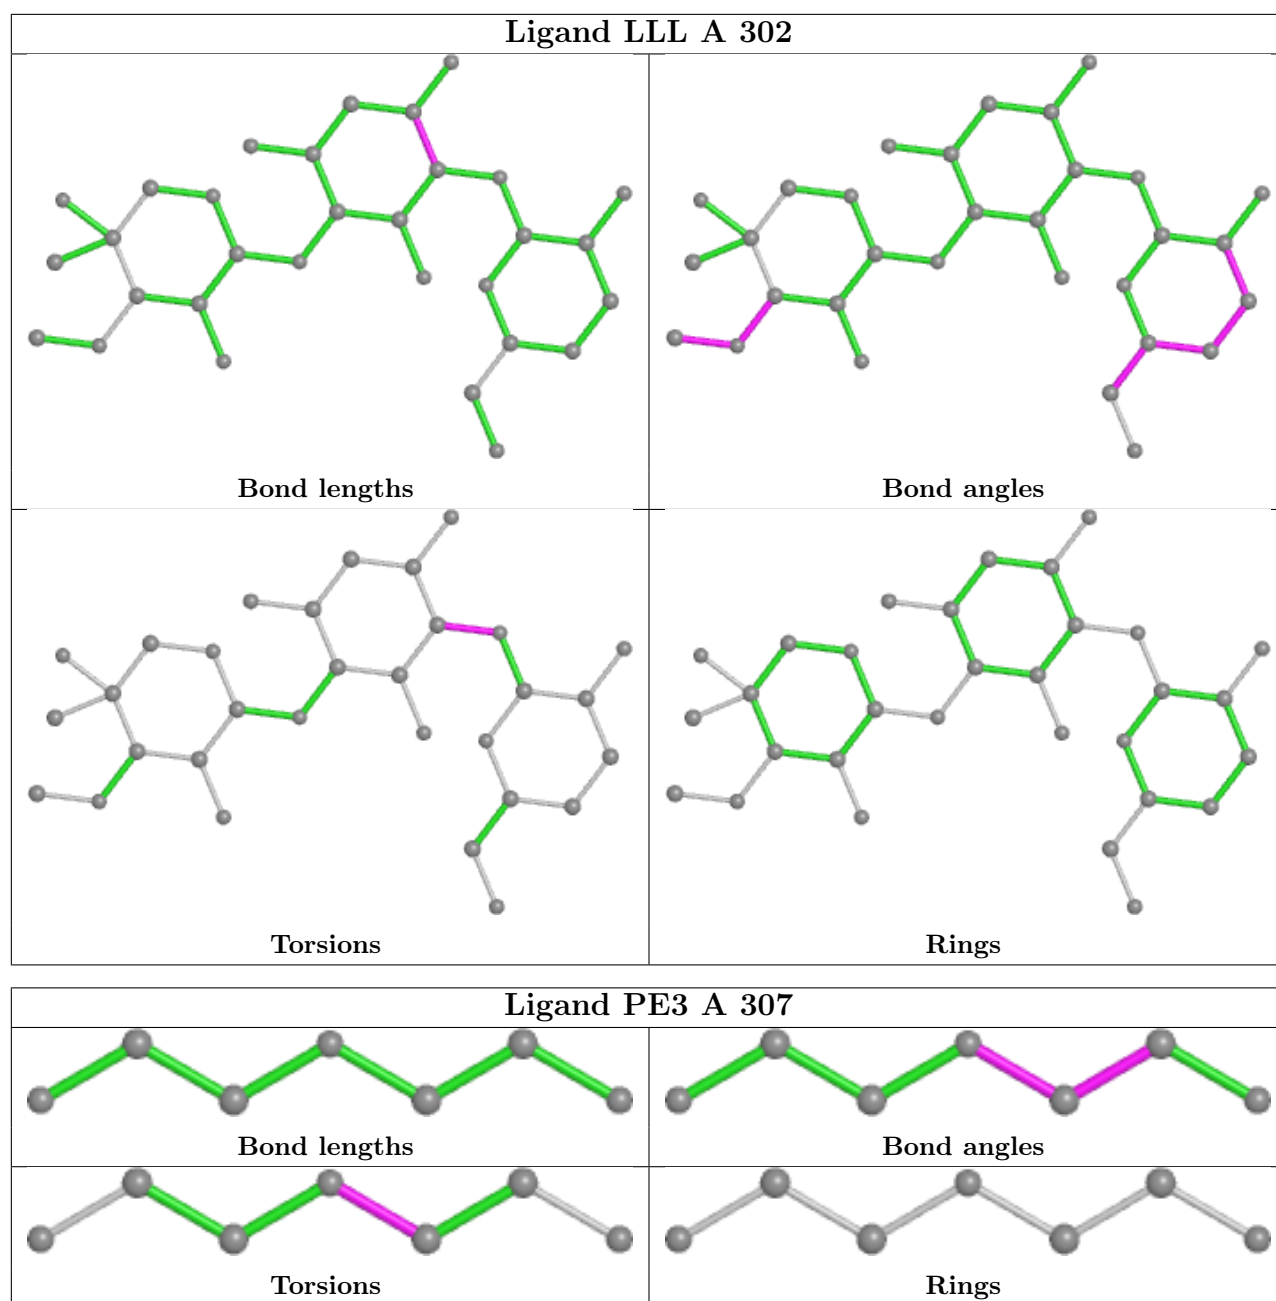 Ligand LLL A 302
Bond lengths
Bond angles
Torsions
Rings
Ligand PE3 A 307
Bond lengths
Bond angles
Torsions
Rings